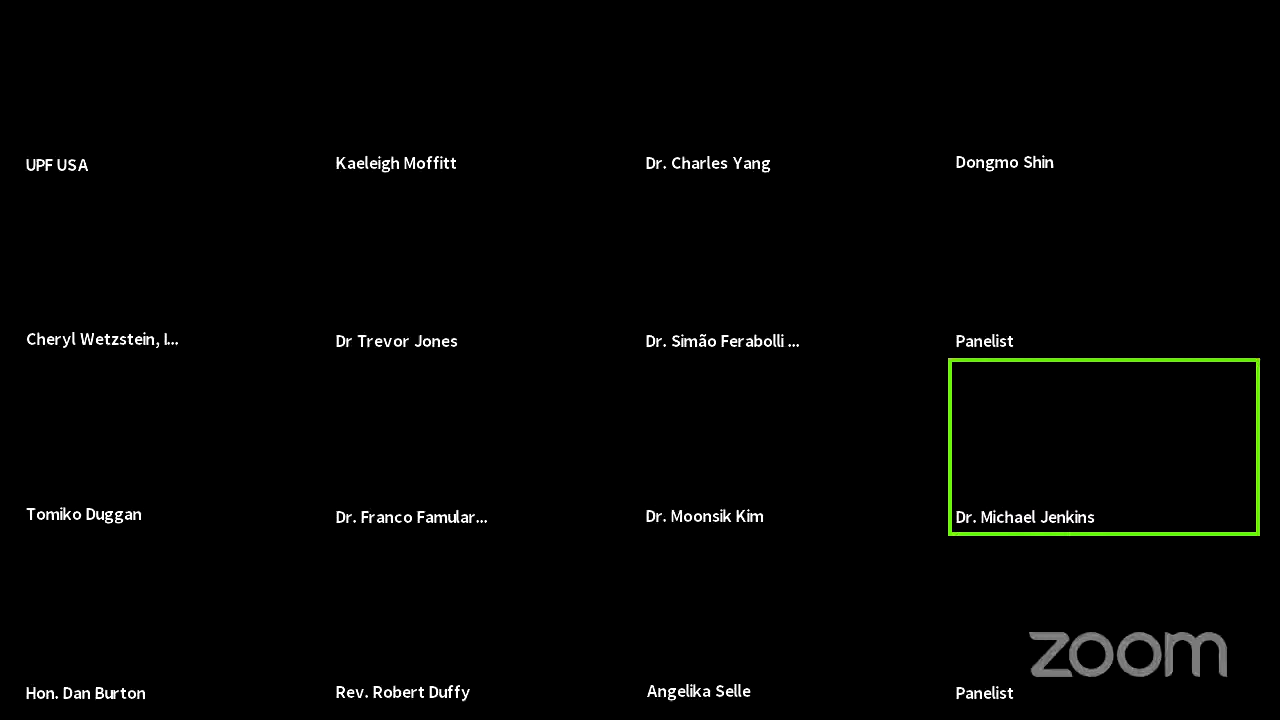 UPF USA
Kaeleigh Moffitt
Dr. Charles Yang
Dongmo Shin
Cheryl Wetzstein, I...
Dr Trevor Jones
Dr. Simão Ferabolli ...
Panelist
Tomiko Duggan
Dr. Franco Famular...
Dr. Moonsik Kim
Dr. Michael Jenkins
Hon. Dan Burton
Rev. Robert Duffy
Angelika Selle
Panelist
zoom